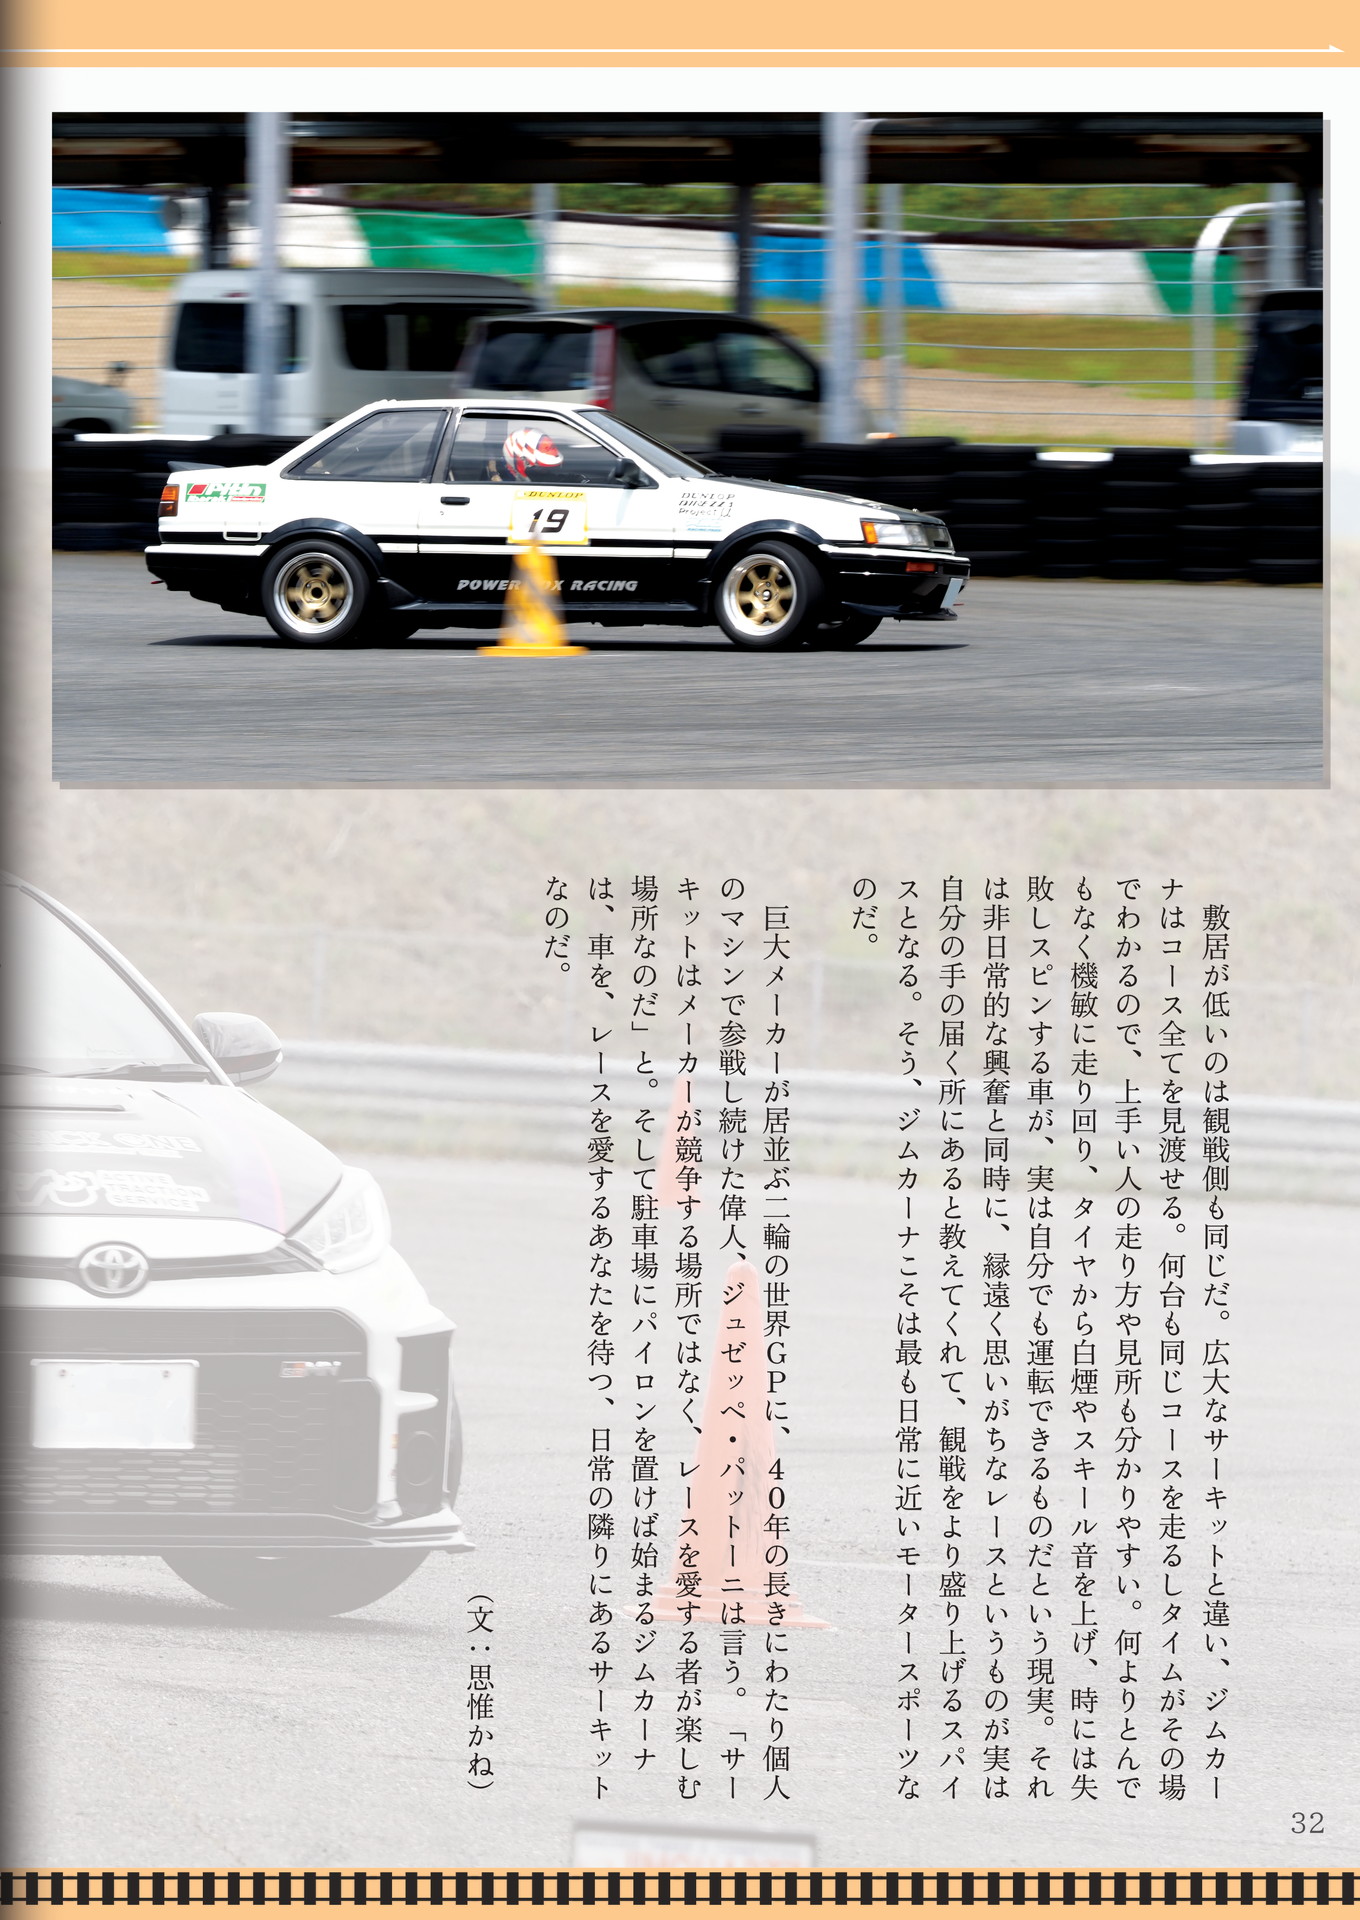 DUNLOP
19
DUNLOP
DIREZZA
Project
RACING
敷居が低いのは観戦側も同じだ。広大なサーキットと違い、ジムカー
ナはコース全てを見渡せる。何台も同じコースを走るしタイムがその場
でわかるので、上手い人の走り方や見所も分かりやすい。何よりとんで
もなく機敏に走り回り、タイヤから白煙やスキール音を上げ、時には失
敗しスピンする車が、実は自分でも運転できるものだという現実。それ
は非日常的な興奮と同時に、縁遠く思いがちなレースというものが実は
自分の手の届く所にあると教えてくれて、観戦をより盛り上げるスパイ
スとなる。そう、ジムカーナこそは最も日常に近いモータースポーツな
のだ。
巨大メーカーが居並ぶ二輪の世界GPに、40年の長きにわたり個人
のマシンで参戦し続けた偉人、ジュゼッペ・パットーニは言う。「サー
キットはメーカーが競争する場所ではなく、レースを愛する者が楽しむ
場所なのだ」と。そして駐車場にパイロンを置けば始まるジムカーナ
は、車を、レースを愛するあなたを待つ、日常の隣りにあるサーキット
なのだ。
（文：思惟かね）
32